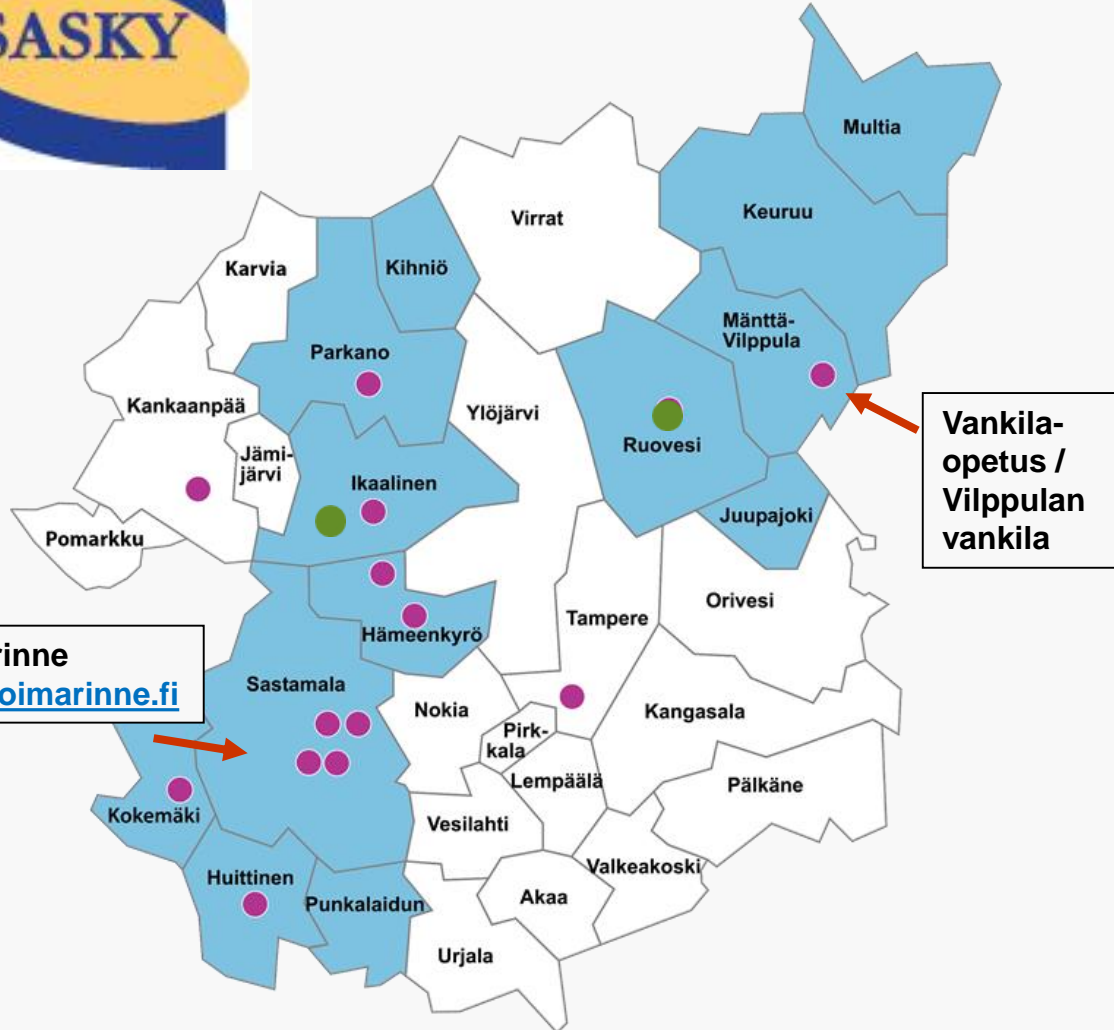 SASKY
Multia
Keuruu
Virrat
Karvia
Kihniö
Mänttä-
Vilppula
Parkano
Kankaanpää
Ylöjärvi
Jämi-
järvi
Ikaalinen
Ruovesi
Vankila-
opetus /
Vilppulan
vankila
Juupajoki
Pomarkku
Orivesi
Tampere
Hämeenkyrö
rinne
oimarinne.fi
Sastamala
Nokia
Kangasala
Pirk-
kala
Lempäälä
Pälkäne
Kokemäki
Vesilahti
Valkeakoski
Huittinen
Akaa
Punkalaidun
Urjala